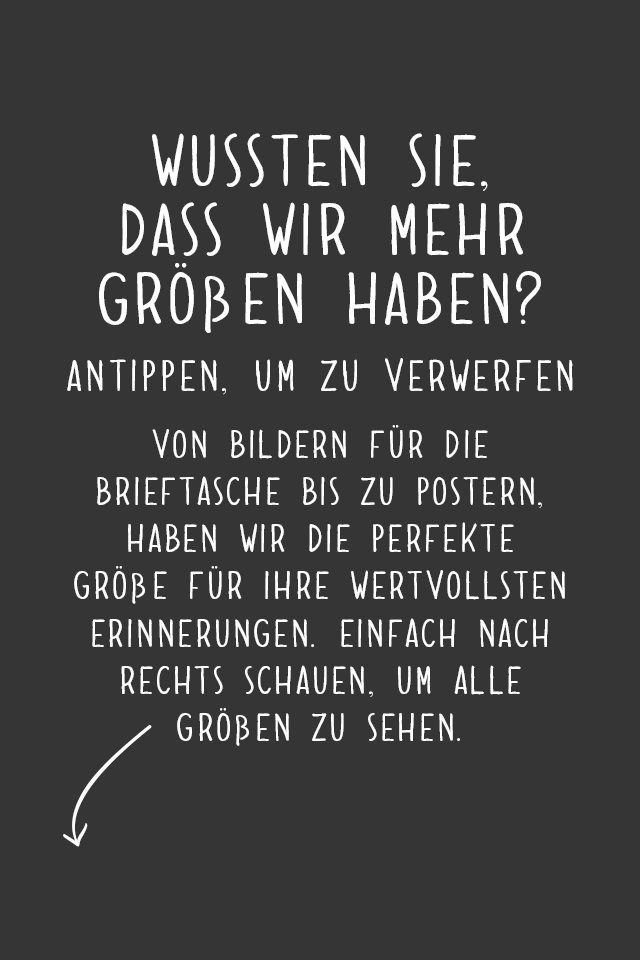 WUSSTEN SIE,
DASS WIR MEHR
GRÖßEN HABEN?
ANTIPPEN, UM ZU VERWERFEN
VON BILDERN FÜR DIE
BRIEFTASCHE BIS ZU POSTERN,
HABEN WIR DIE PERFEKTE
GRÖßE FÜR IHRE WERTVOLLSTEN
ERINNERUNGEN. EINFACH NACH
RECHTS SCHAUEN, UM ALLE
GRÖßEN ZU SEHEN.